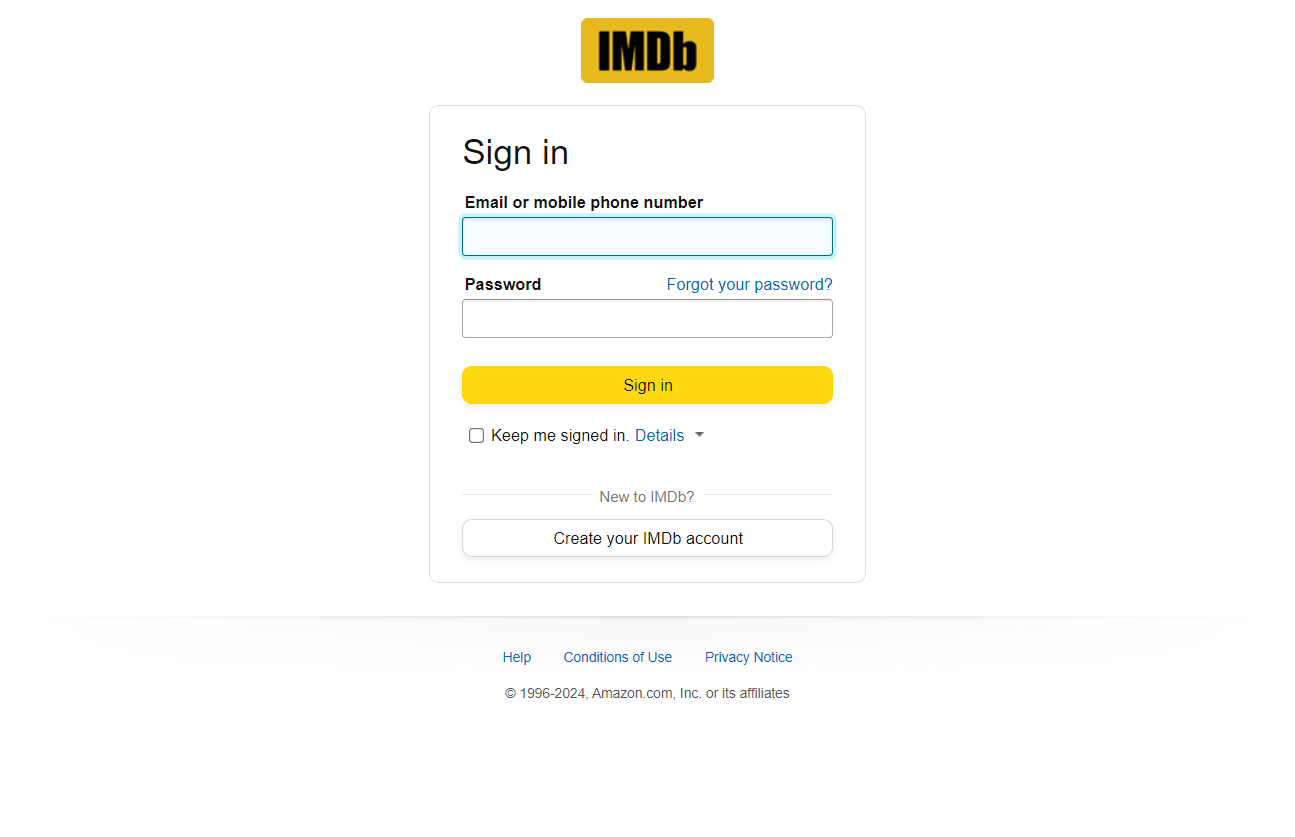 IMDb
Sign in
Email or mobile phone number
Password Forgot your password?
Sign in
Keep me signed in. Details
New to IMDb?
Create your IMDb account
Help Conditions of Use Privacy Notice
© 1996-2024, Amazon.com, Inc. or its affiliates